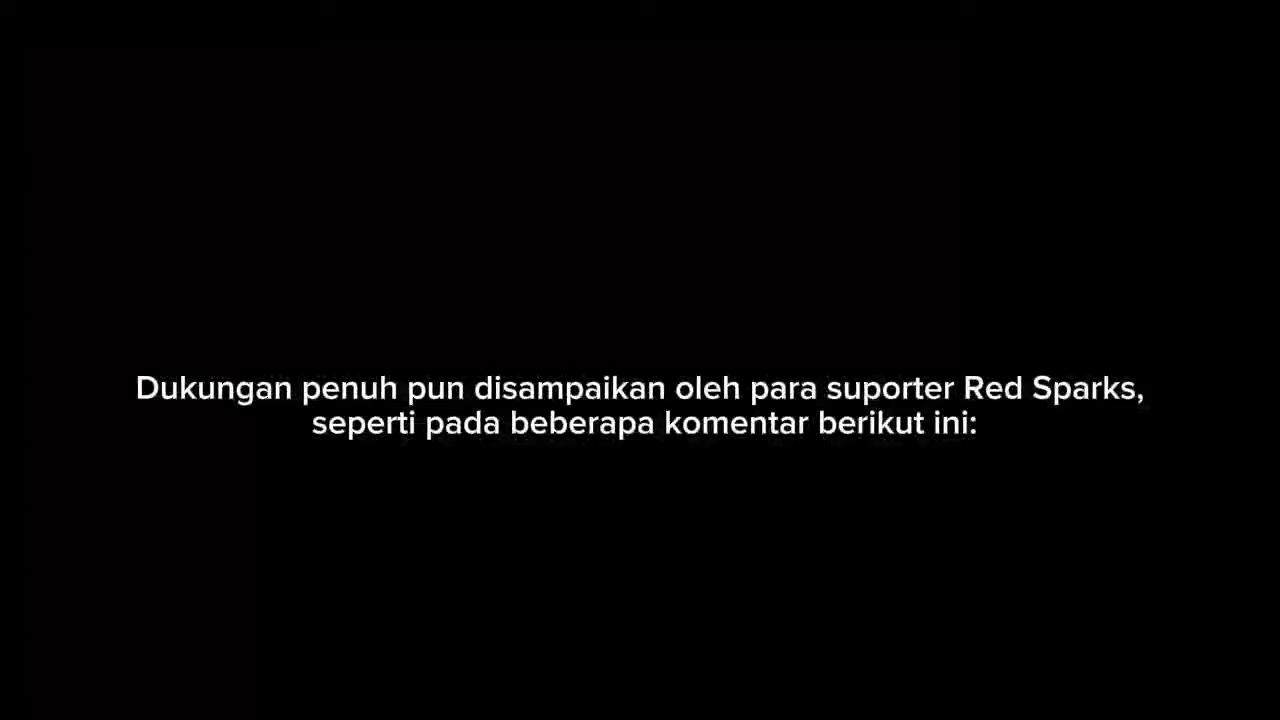 Dukungan penuh pun disampaikan oleh para suporter Red Sparks,
seperti pada beberapa komentar berikut ini: